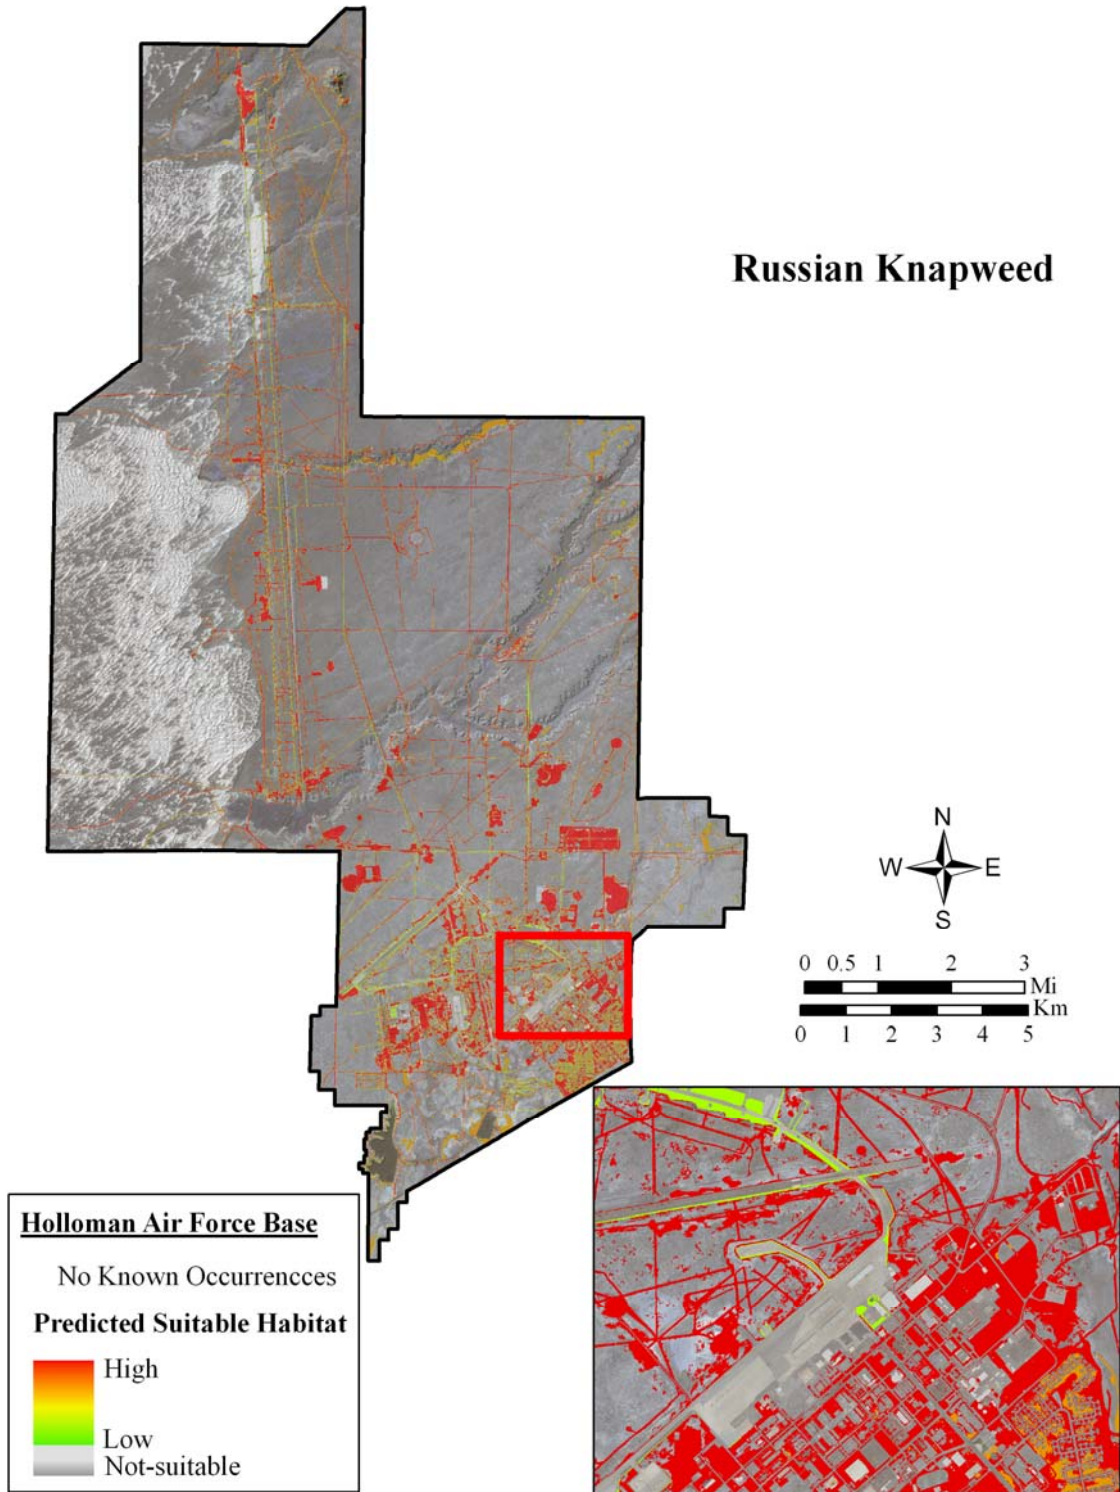 Russian Knapweed
N
W E
S
0 0.5 1 2 3
Mi
Km
0 1 2 3 4 5
Holloman Air Force Base
No Known Occurrencces
Predicted Suitable Habitat
High
Low
Not-suitable